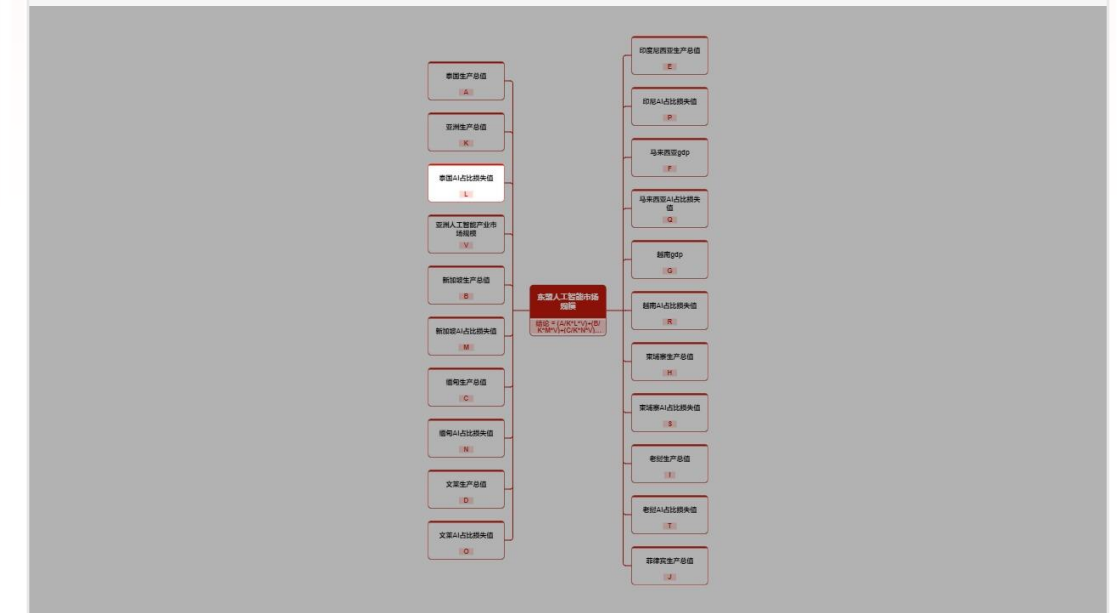 泰国生产总值
A
亚洲生产总值
K
泰国AI占比损失值
L
亚洲人工智能产业市
场规模
V
新加坡生产总值
B
新加坡AI占比损失值
M
缅甸生产总值
C
缅甸AI占比损失值
N
文莱生产总值
D
文莱AI占比损失值
O
东盟人工智能市场
规模
结论 = (A/K*L*V)+(B/
K*M*V)+(C/K*N*V)...
印度尼西亚生产总值
E
印尼AI占比损失值
P
马来西亚gdp
F
马来西亚AI占比损失
值
Q
越南gdp
G
越南AI占比损失值
R
柬埔寨生产总值
H
柬埔寨AI占比损失值
S
老挝生产总值
I
老挝AI占比损失值
T
菲律宾生产总值
J